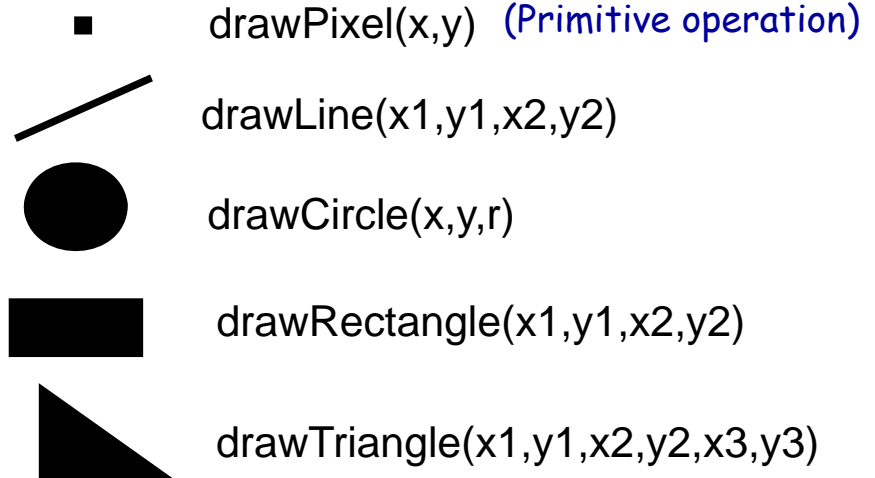 drawPixel(x,y) (Primitive operation)
drawLine(x1,y1,x2,y2)
drawCircle(x,y,r)
drawRectangle(x1,y1,x2,y2)
drawTriangle(x1,y1,x2,y2,x3,y3)